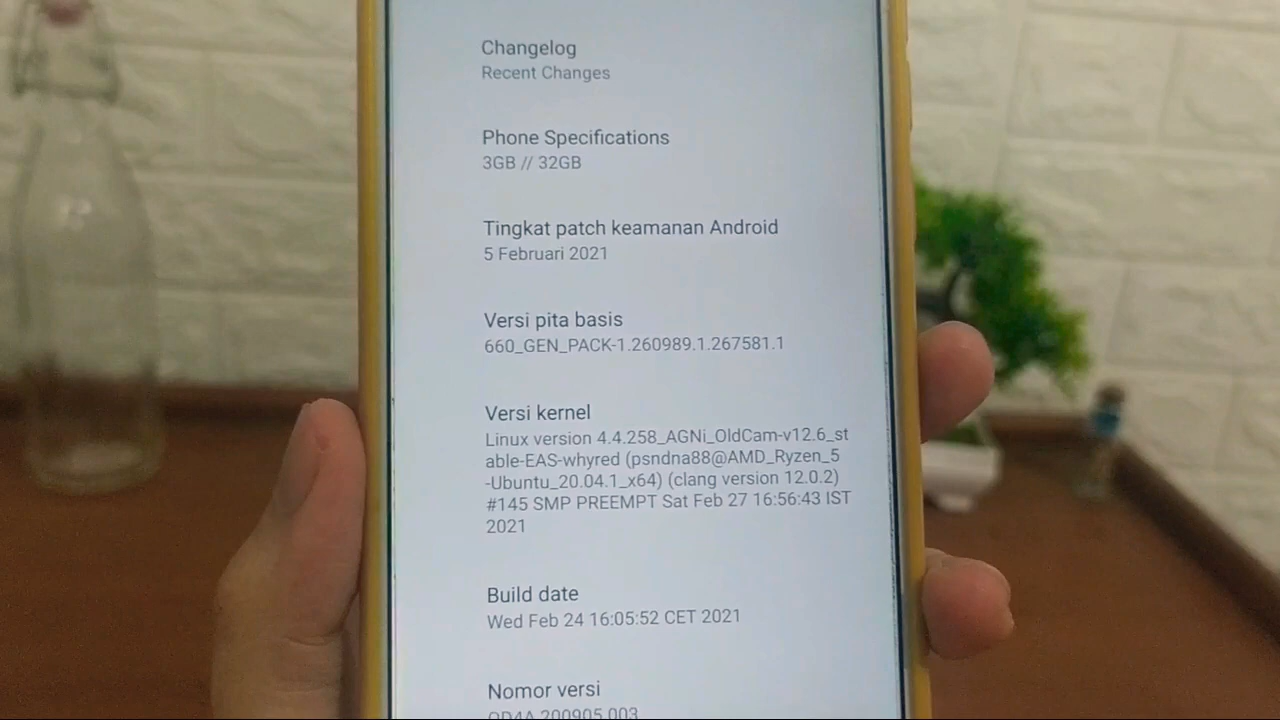 Changelog
Recent Changes
Phone Specifications
3GB // 32GB
Tingkat patch keamanan Android
5 Februari 2021
Versi pita basis
660_GEN_PACK-1.260989.1.267581.1
Versi kernel
Linux version 4.4.258_AGNi_OldCam-v12.6_st
able-EAS-whyred (psndna88@AMD_Ryzen_5
-Ubuntu_20.04.1_x64) (clang version 12.0.2)
#145 SMP PREEMPT Sat Feb 27 16:56:43 IST
2021
Build date
Wed Feb 24 16:05:52 CET 2021
Nomor versi